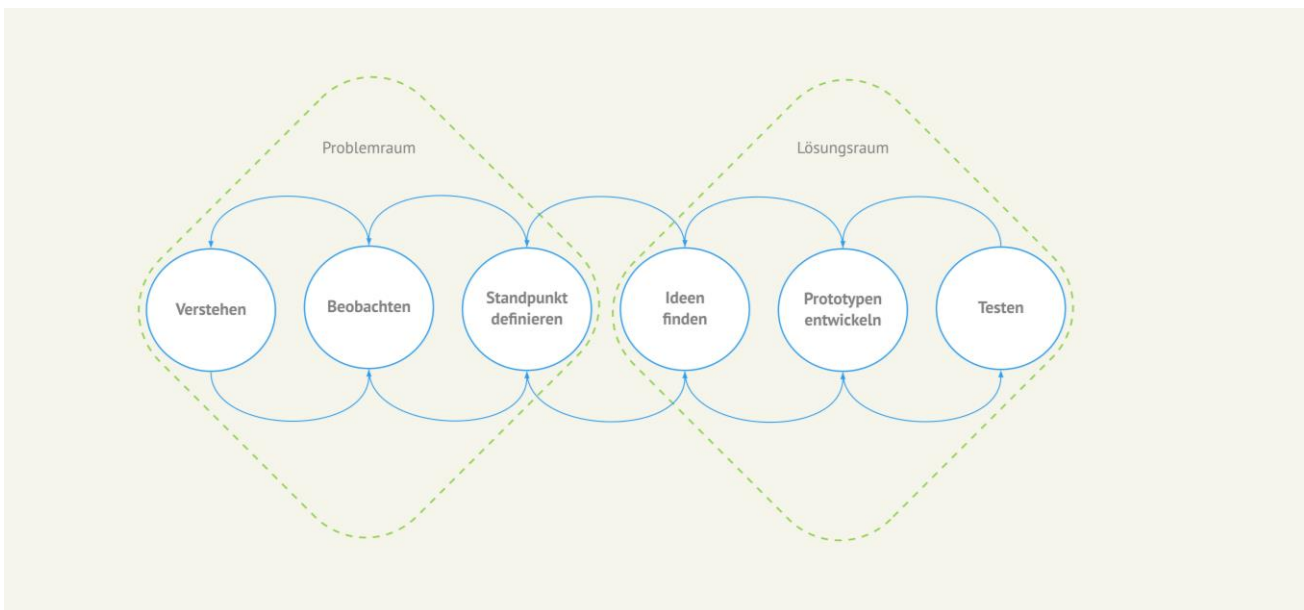 Problemraum
Lösungsraum
Verstehen
Beobachten
Standpunkt
definieren
Ideen
finden
Prototypen
entwickeln
Testen